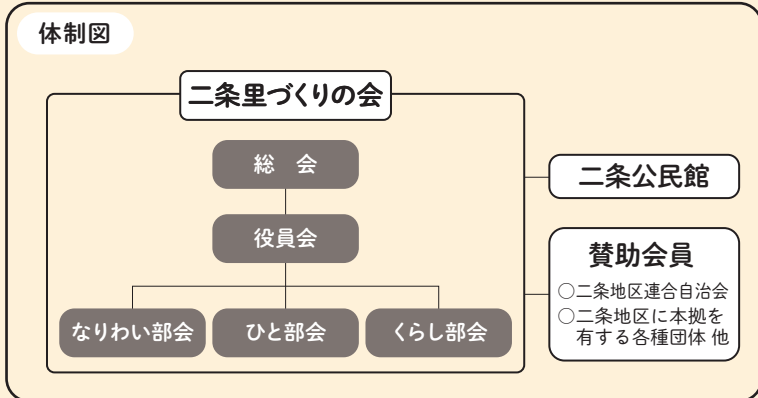 体制図
二条里づくりの会
総　会
役員会
なりわい部会
ひと部会
くらし部会
二条公民館
賛助会員
○二条地区連合自治会
○二条地区に本拠を
有する各種団体 他